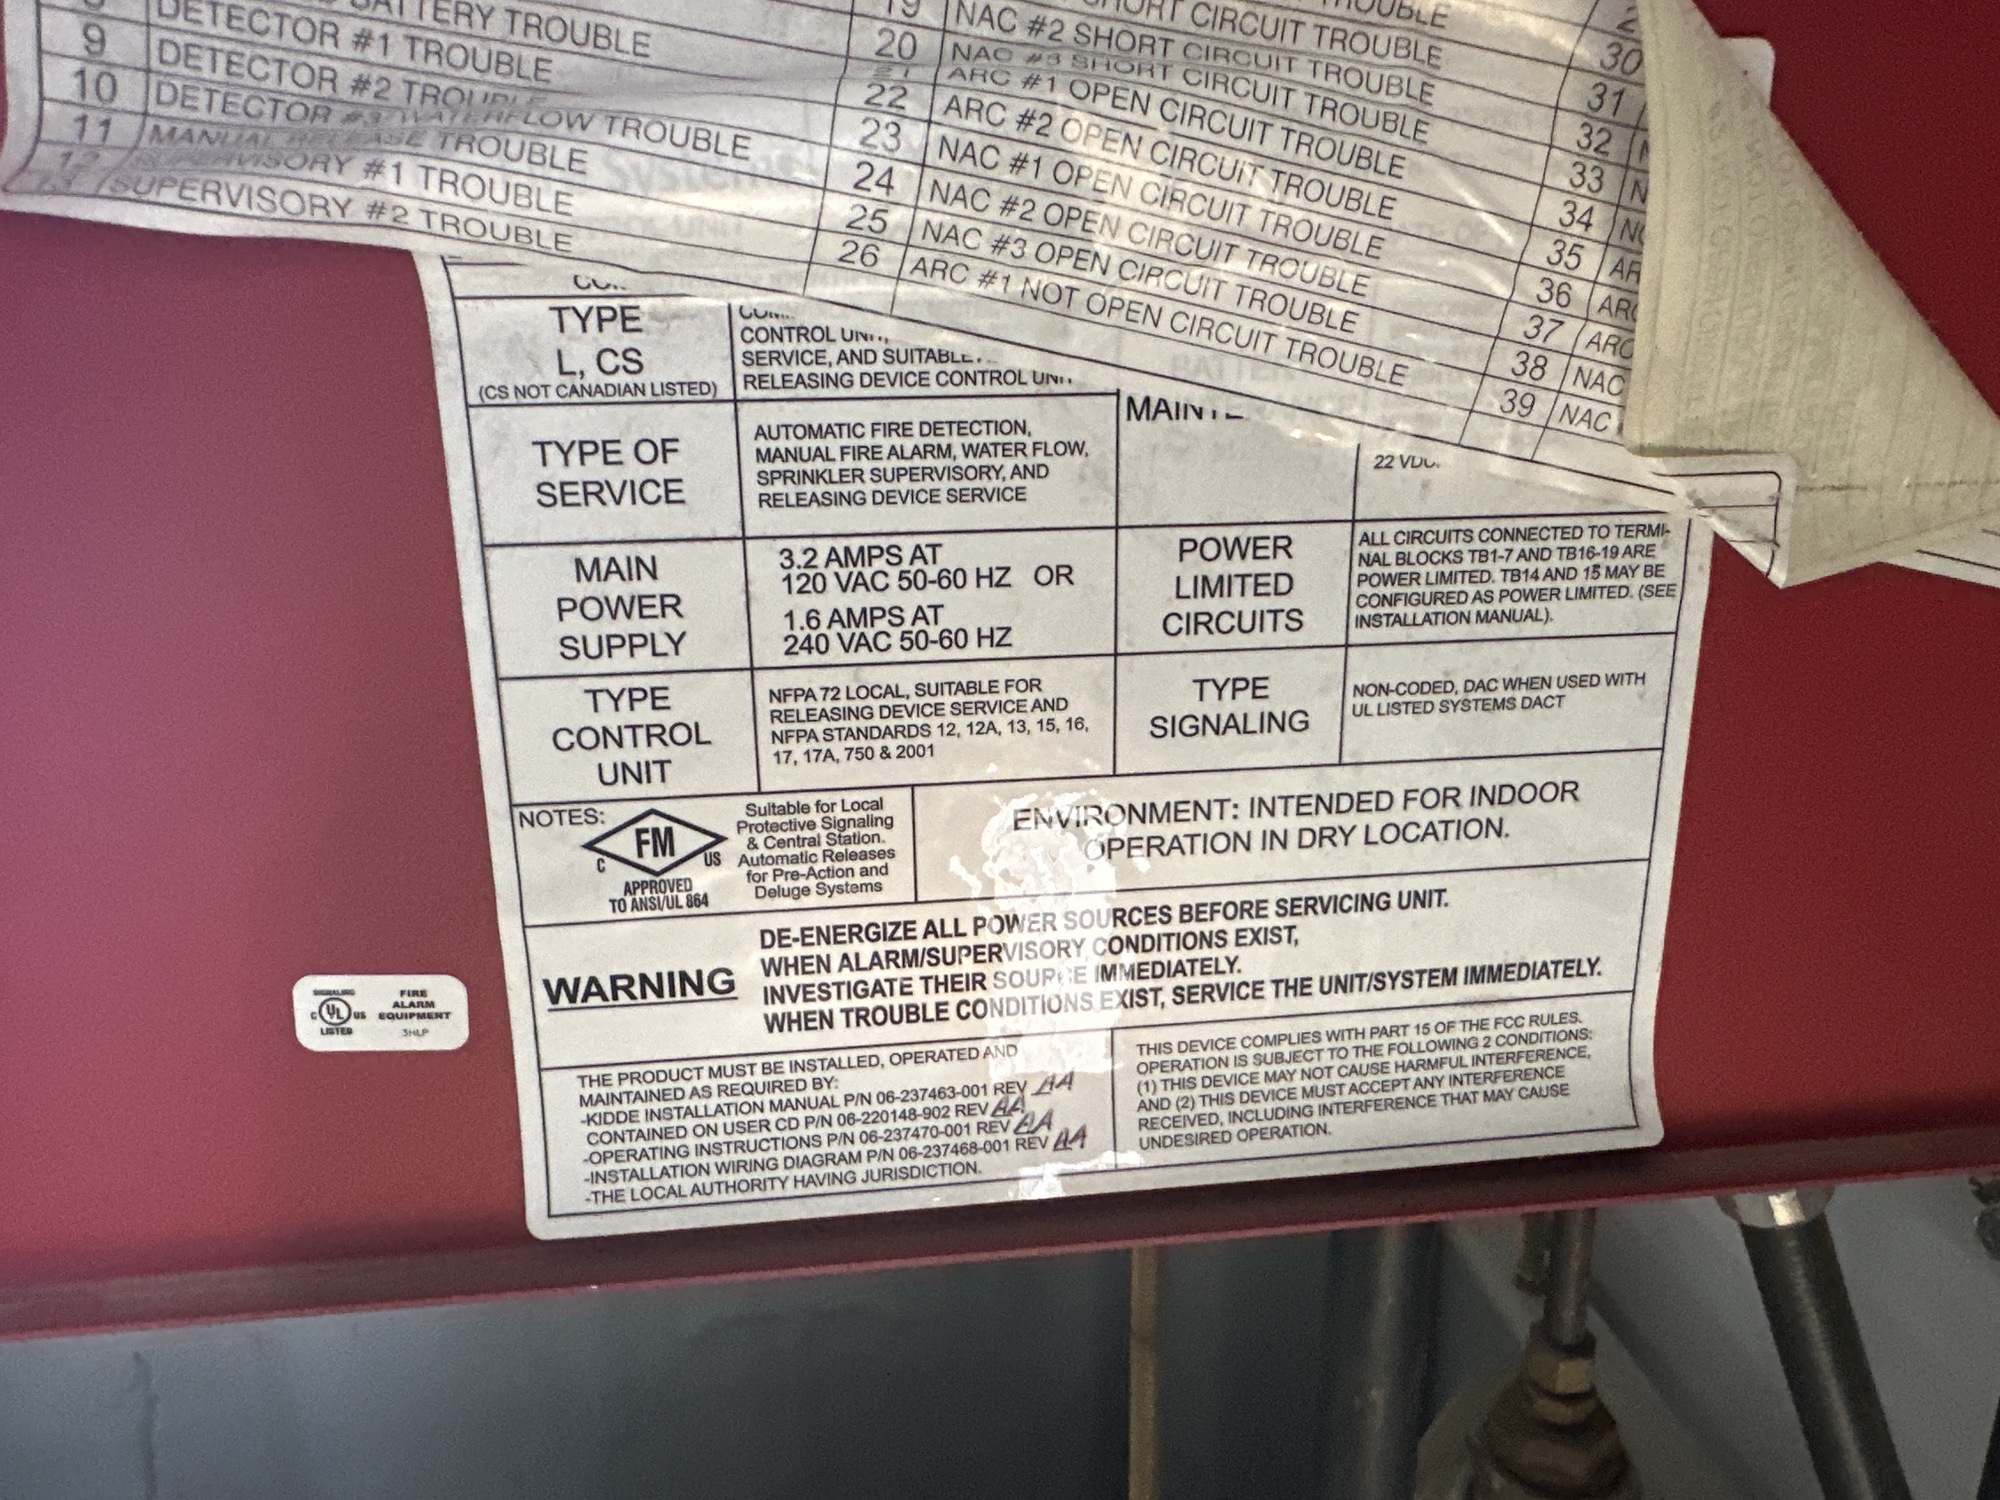 BATTERY TROUBLE
9 DETECTOR #1 TROUBLE
10 DETECTOR #2 TROUBLE
11 DETECTOR #3/WATERFLOW TROUBLE
12 MANUAL RELEASE TROUBLE
SUPERVISORY #1 TROUBLE
SUPERVISORY #2 TROUBLE
19 SHORT CIRCUIT TROUBLE
20 NAC #2 SHORT CIRCUIT TROUBLE
21 NAC #3 SHORT CIRCUIT TROUBLE
22 ARC #1 OPEN CIRCUIT TROUBLE
23 ARC #2 OPEN CIRCUIT TROUBLE
24 NAC #1 OPEN CIRCUIT TROUBLE
25 NAC #2 OPEN CIRCUIT TROUBLE
26 NAC #3 OPEN CIRCUIT TROUBLE
ARC #1 NOT OPEN CIRCUIT TROUBLE
30
31
32
33 N
34 NC
35 AR
36 ARC
37 ARC
38 NAC
39 NAC
TYPE
L, CS
(CS NOT CANADIAN LISTED)
CONTROL UNIT,
SERVICE, AND SUITABLE
RELEASING DEVICE CONTROL UNIT
TYPE OF
SERVICE
AUTOMATIC FIRE DETECTION,
MANUAL FIRE ALARM, WATER FLOW,
SPRINKLER SUPERVISORY, AND
RELEASING DEVICE SERVICE
22 VDC.
MAIN
POWER
SUPPLY
3.2 AMPS AT
120 VAC 50-60 HZ OR
1.6 AMPS AT
240 VAC 50-60 HZ
POWER
LIMITED
CIRCUITS
ALL CIRCUITS CONNECTED TO TERMI-
NAL BLOCKS TB1-7 AND TB16-19 ARE
POWER LIMITED. TB14 AND 15 MAY BE
CONFIGURED AS POWER LIMITED. (SEE
INSTALLATION MANUAL).
TYPE
CONTROL
UNIT
NFPA 72 LOCAL, SUITABLE FOR
RELEASING DEVICE SERVICE AND
NFPA STANDARDS 12, 12A, 13, 15, 16,
17, 17A, 750 & 2001
TYPE
SIGNALING
NON-CODED, DAC WHEN USED WITH
UL LISTED SYSTEMS DACT
NOTES:
C FM US
APPROVED
TO ANSI/UL 864
Suitable for Local
Protective Signaling
& Central Station.
Automatic Releases
for Pre-Action and
Deluge Systems
ENVIRONMENT: INTENDED FOR INDOOR
OPERATION IN DRY LOCATION.
WARNING
DE-ENERGIZE ALL POWER SOURCES BEFORE SERVICING UNIT.
WHEN ALARM/SUPERVISORY CONDITIONS EXIST,
INVESTIGATE THEIR SOURCE IMMEDIATELY.
WHEN TROUBLE CONDITIONS EXIST, SERVICE THE UNIT/SYSTEM IMMEDIATELY.
THE PRODUCT MUST BE INSTALLED, OPERATED AND
MAINTAINED AS REQUIRED BY:
-KIDDE INSTALLATION MANUAL P/N 06-237463-001 REV AA
CONTAINED ON USER CD P/N 06-220148-902 REV AA
-OPERATING INSTRUCTIONS P/N 06-237470-001 REV AA
-INSTALLATION WIRING DIAGRAM P/N 06-237468-001 REV AA
-THE LOCAL AUTHORITY HAVING JURISDICTION.
THIS DEVICE COMPLIES WITH PART 15 OF THE FCC RULES.
OPERATION IS SUBJECT TO THE FOLLOWING 2 CONDITIONS:
(1) THIS DEVICE MAY NOT CAUSE HARMFUL INTERFERENCE,
AND (2) THIS DEVICE MUST ACCEPT ANY INTERFERENCE
RECEIVED, INCLUDING INTERFERENCE THAT MAY CAUSE
UNDESIRED OPERATION.
SIGNALING
C UL US
LISTED
FIRE
ALARM
EQUIPMENT
3HLP